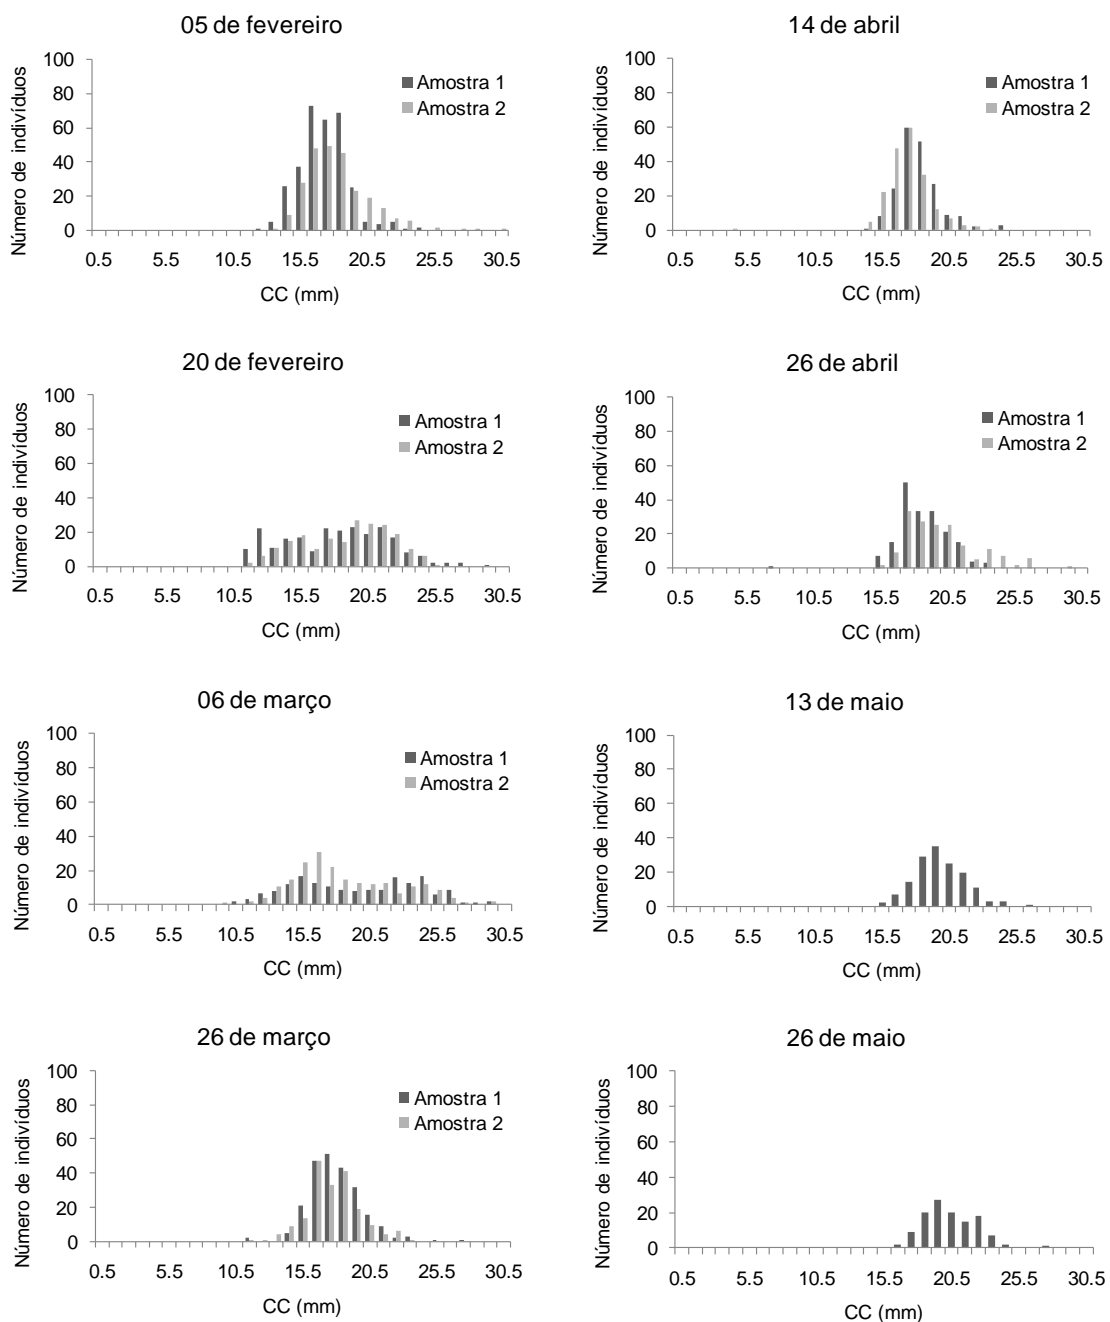 05 de fevereiro
Número de indivíduos
100
80
60
40
20
0
Amostra 1
Amostra 2
0.5 5.5 10.5 15.5 20.5 25.5 30.5
CC (mm)
14 de abril
Número de indivíduos
100
80
60
40
20
0
Amostra 1
Amostra 2
0.5 5.5 10.5 15.5 20.5 25.5 30.5
CC (mm)
20 de fevereiro
Número de indivíduos
100
80
60
40
20
0
Amostra 1
Amostra 2
0.5 5.5 10.5 15.5 20.5 25.5 30.5
CC (mm)
26 de abril
Número de indivíduos
100
80
60
40
20
0
Amostra 1
Amostra 2
0.5 5.5 10.5 15.5 20.5 25.5 30.5
CC (mm)
06 de março
Número de indivíduos
100
80
60
40
20
0
Amostra 1
Amostra 2
0.5 5.5 10.5 15.5 20.5 25.5 30.5
CC (mm)
13 de maio
Número de indivíduos
100
80
60
40
20
0
0.5 5.5 10.5 15.5 20.5 25.5 30.5
CC (mm)
26 de março
Número de indivíduos
100
80
60
40
20
0
Amostra 1
Amostra 2
0.5 5.5 10.5 15.5 20.5 25.5 30.5
CC (mm)
26 de maio
Número de indivíduos
100
80
60
40
20
0
0.5 5.5 10.5 15.5 20.5 25.5 30.5
CC (mm)